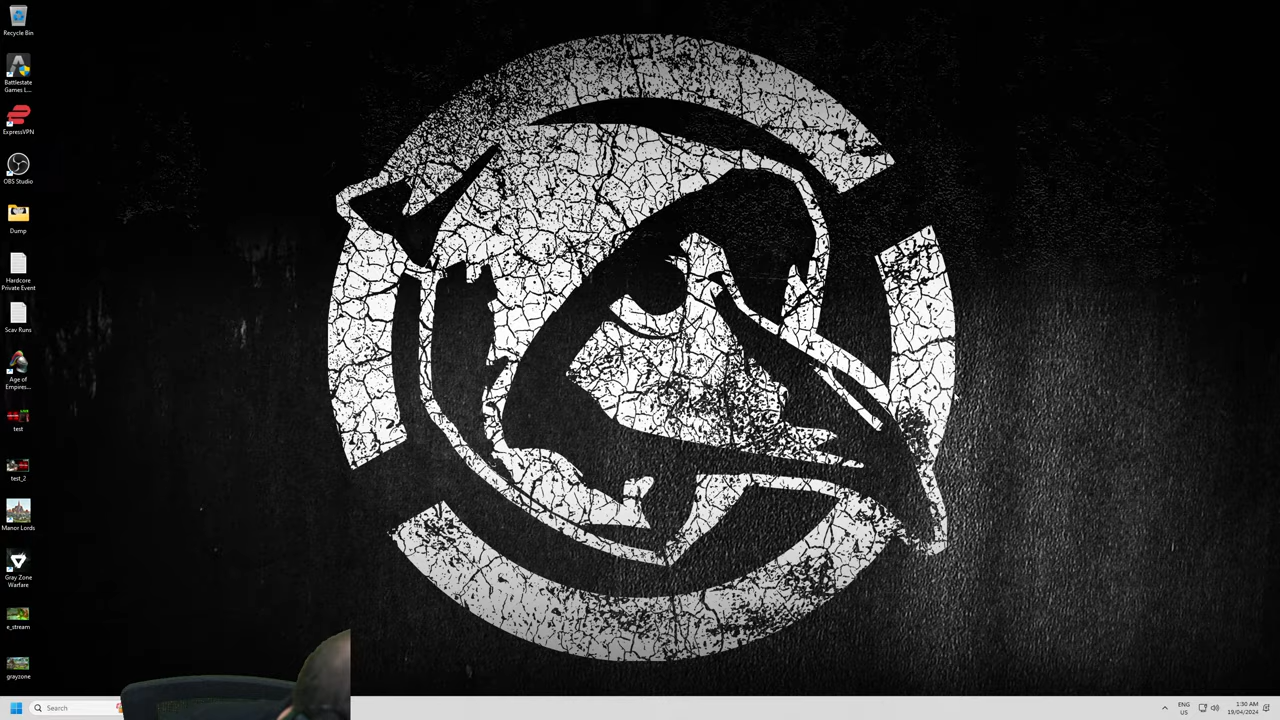 Recycle Bin
Battlestate
Games L...
ExpressVPN
OBS Studio
Dump
Hardcore
Private Event
Scav Runs
Age of
Empires...
test
test_2
Manor Lords
Gray Zone
Warfare
e_stream
grayzone
Search
ENG
US
1:30 AM
19/04/2024